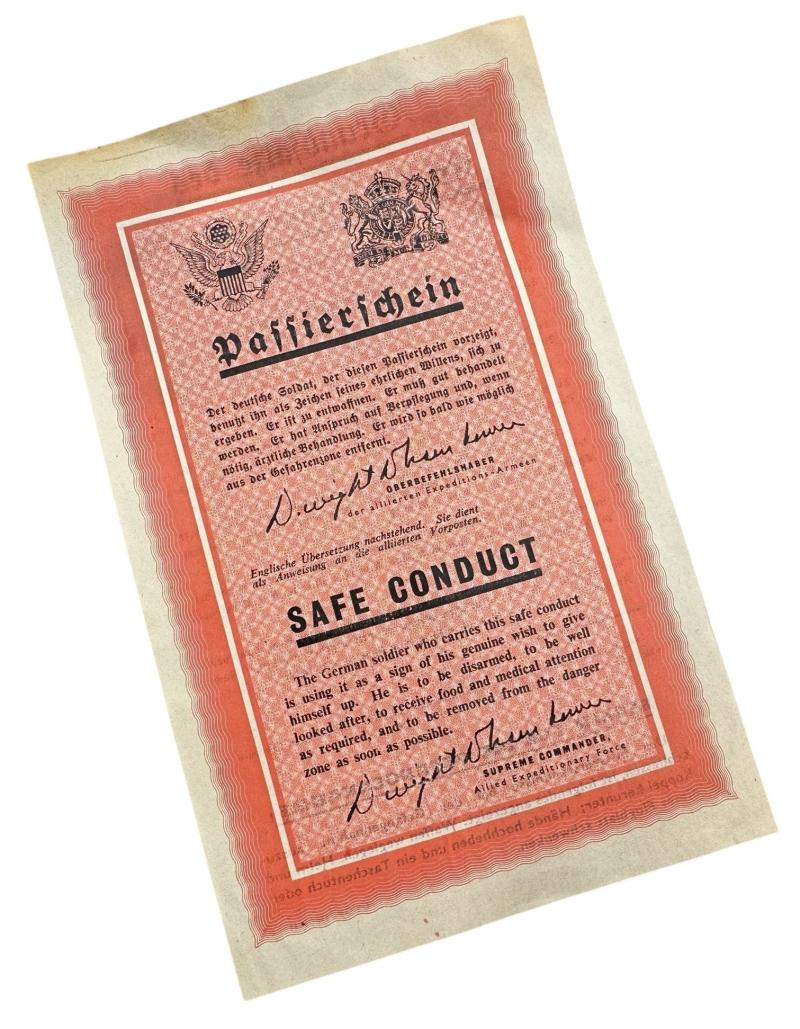 Passierschein
Der deutsche Soldat, der diesen Passierschein vorzeigt,
benutzt ihn als Zeichen seines ehrlichen Willens, sich zu
ergeben. Er ist zu entwaffnen. Er muß gut behandelt
werden. Er hat Anspruch auf Verpflegung und, wenn
nötig, ärztliche Behandlung. Er wird so bald wie möglich
aus der Gefahrenzone entfernt.
Dwight D Eisenhower
OBERBEFEHLSHABER
der alliierten Expeditions-Armeen
Englische Übersetzung nachstehend. Sie dient
als Anweisung an die alliierten Vorposten.
SAFE CONDUCT
The German soldier who carries this safe conduct
is using it as a sign of his genuine wish to give
himself up. He is to be disarmed, to be well
looked after, to receive food and medical attention
as required, and to be removed from the danger
zone as soon as possible.
Dwight D Eisenhower
SUPREME COMMANDER,
Allied Expeditionary Force